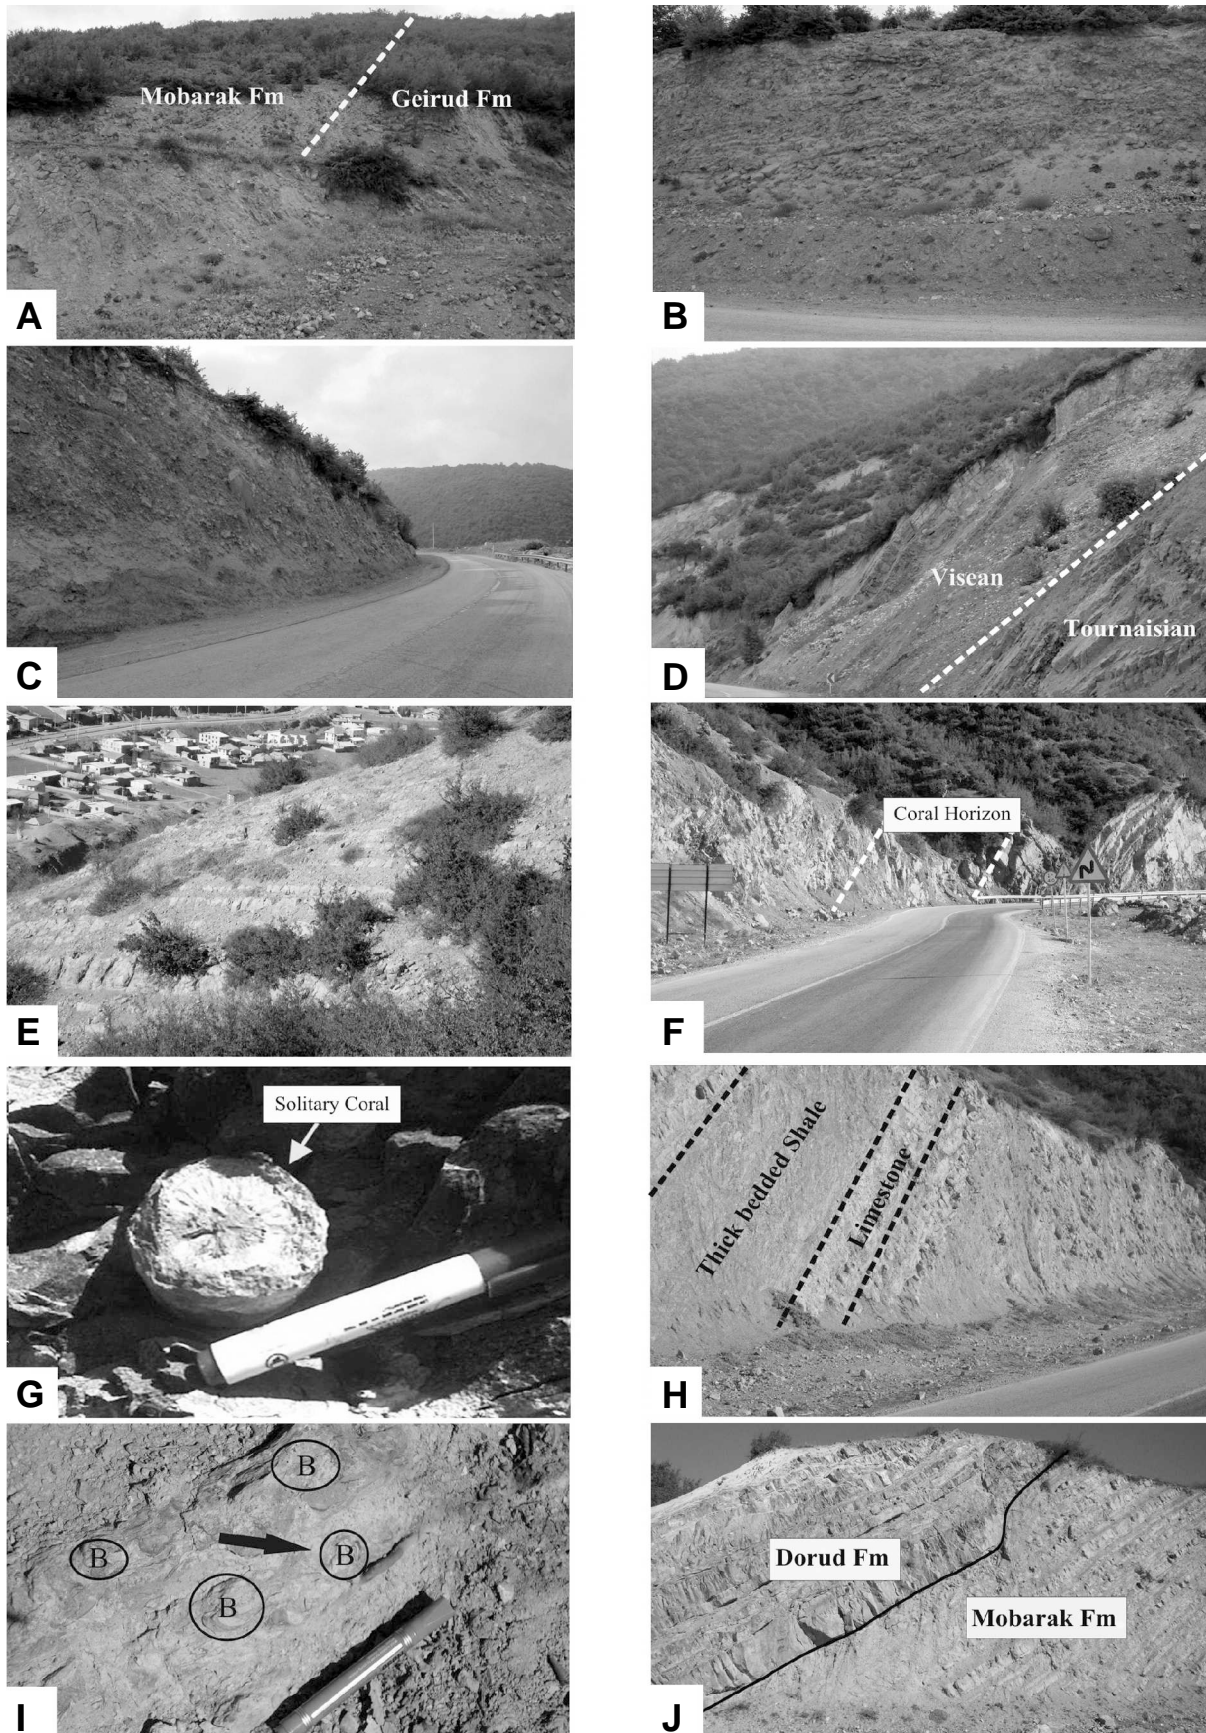 Mobarak Fm
Geirud Fm
A
B
C
Visean
Tournaisian
D
E
Coral Horizon
F
Solitary Coral
G
Thick bedded Shale
Limestone
H
B
B
B
B
I
Dorud Fm
Mobarak Fm
J